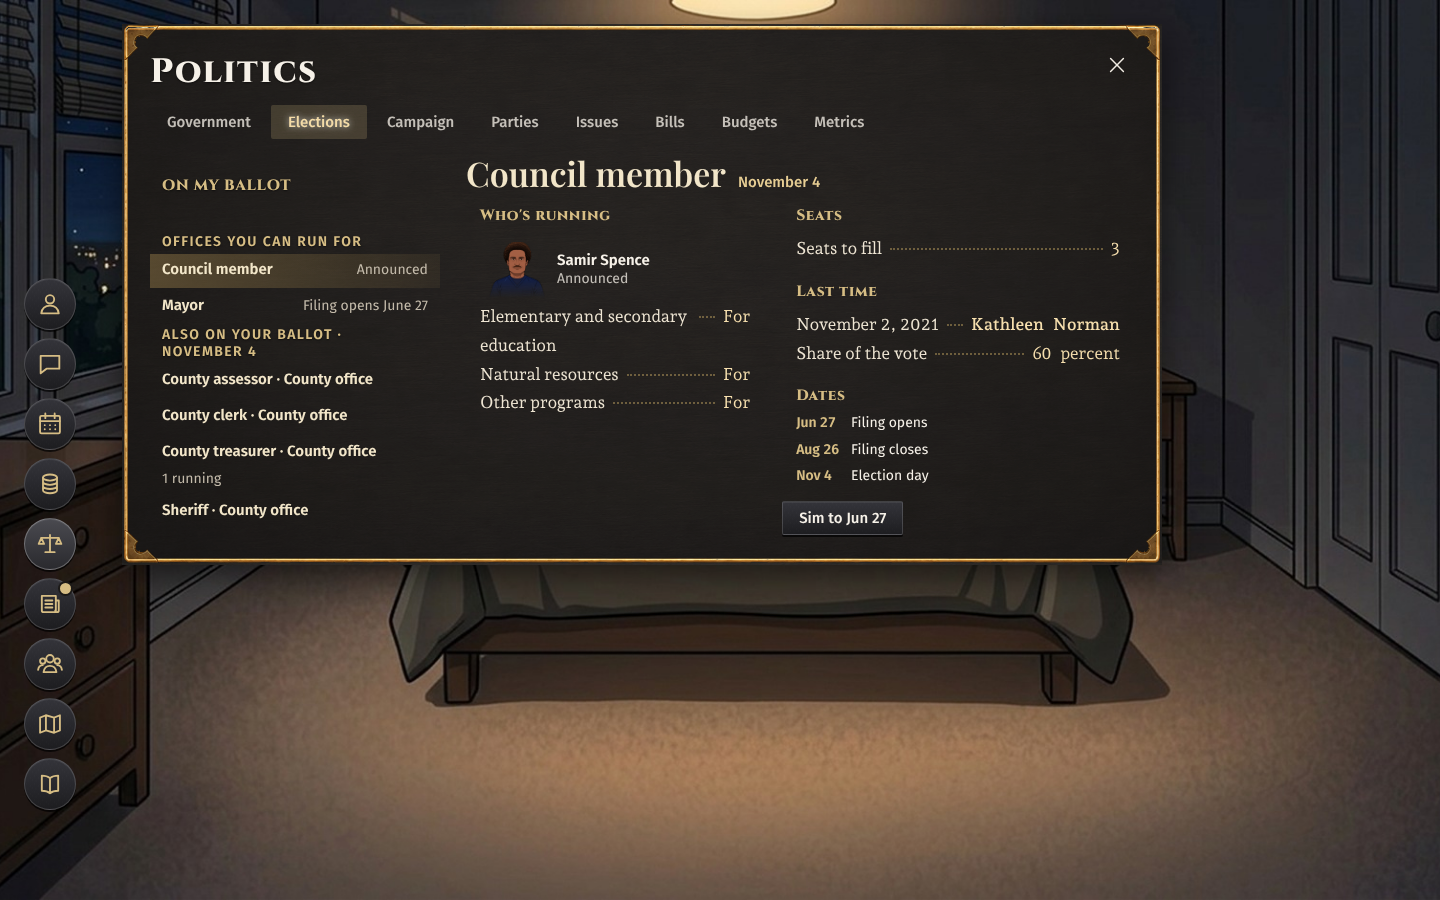 Politics
Government
Elections
Campaign
Parties
Issues
Bills
Budgets
Metrics
On my ballot
OFFICES YOU CAN RUN FOR
Council member Announced
Mayor Filing opens June 27
ALSO ON YOUR BALLOT ·
NOVEMBER 4
County assessor · County office
County clerk · County office
County treasurer · County office
1 running
Sheriff · County office
Council member November 4
Who's running
Samir Spence
Announced
Elementary and secondary education For
Natural resources For
Other programs For
Seats
Seats to fill 3
Last time
November 2, 2021 Kathleen Norman
Share of the vote 60 percent
Dates
Jun 27 Filing opens
Aug 26 Filing closes
Nov 4 Election day
Sim to Jun 27